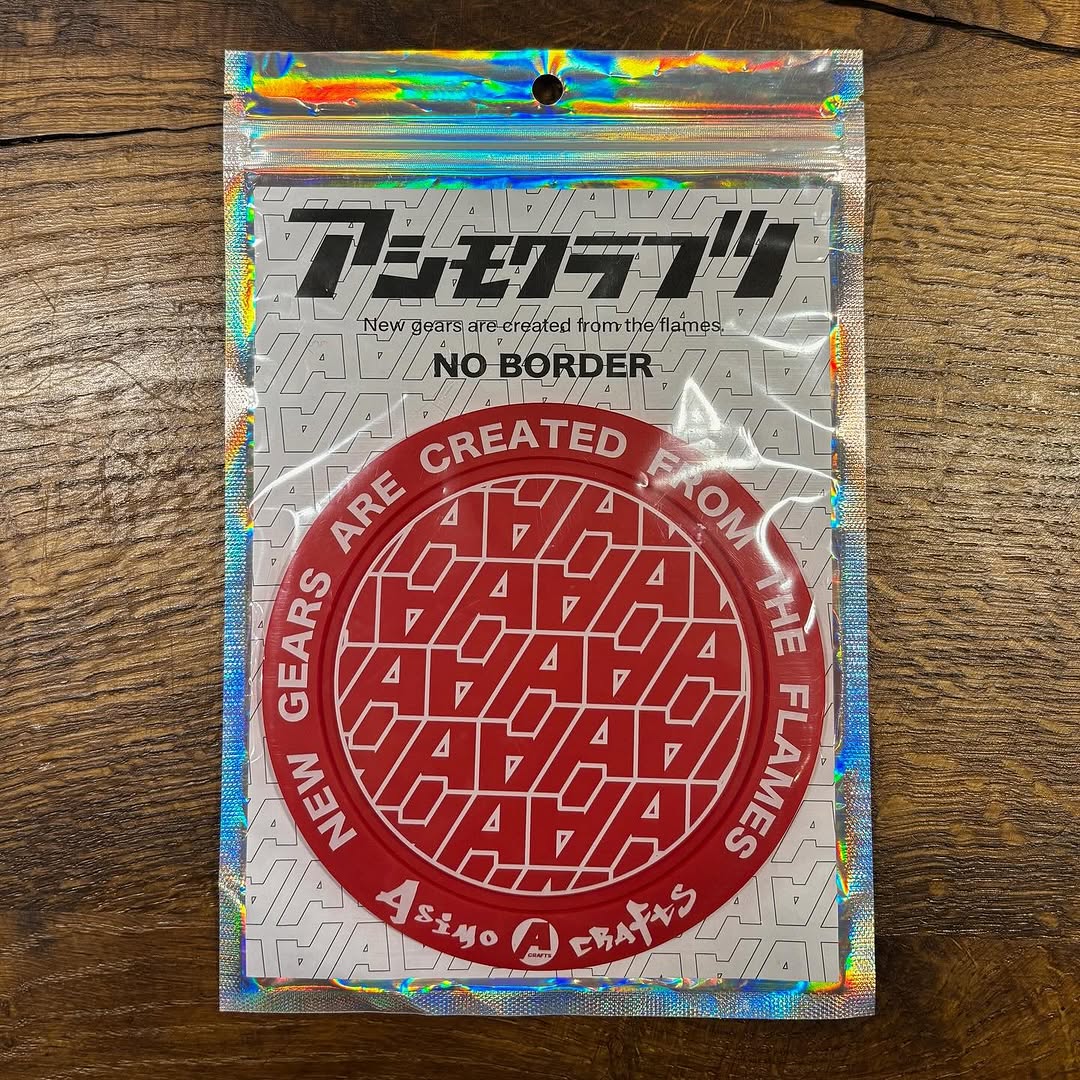 アシモクラフツ
New gears are created from the flames.
NO BORDER
NEW GEARS ARE CREATED FROM THE FLAMES
Asimo A CRAFTS CRAFtS